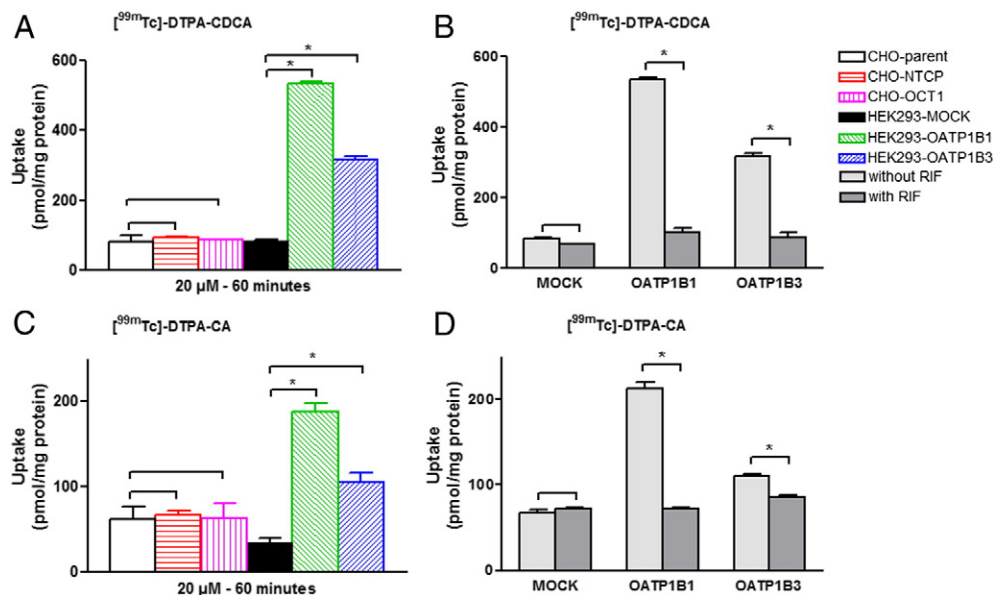 A
[99mTc]-DTPA-CDCA
Uptake
(pmol/mg protein)
600
400
200
0
*
*
20 µM - 60 minutes
B
[99mTc]-DTPA-CDCA
Uptake
(pmol/mg protein)
600
400
200
0
*
*
MOCK OATP1B1 OATP1B3
CHO-parent
CHO-NTCP
CHO-OCT1
HEK293-MOCK
HEK293-OATP1B1
HEK293-OATP1B3
without RIF
with RIF
C
[99mTc]-DTPA-CA
Uptake
(pmol/mg protein)
200
100
0
*
*
20 µM - 60 minutes
D
[99mTc]-DTPA-CA
Uptake
(pmol/mg protein)
200
100
0
*
*
MOCK OATP1B1 OATP1B3